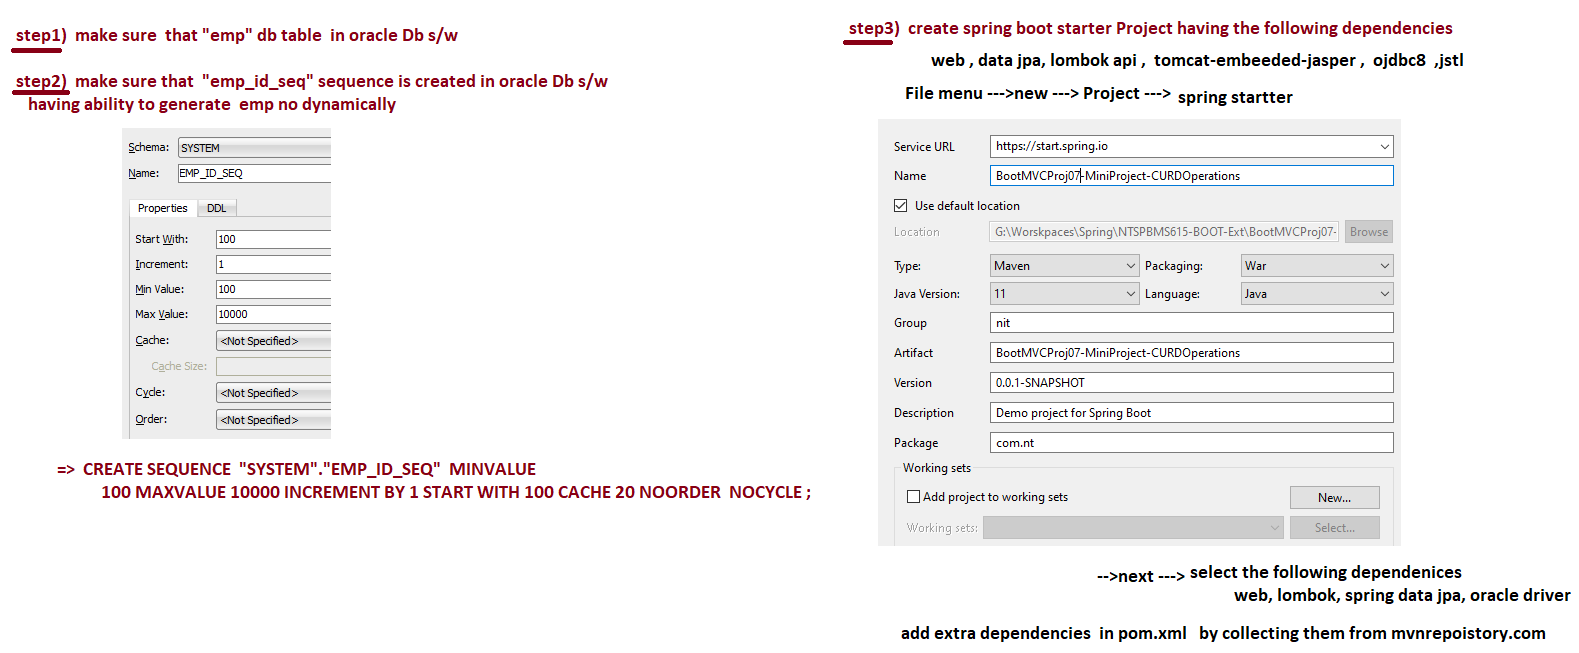 step1)  make sure  that "emp" db table  in oracle Db s/w
step2)  make sure that  "emp_id_seq" sequence is created in oracle Db s/w
having ability to generate  emp no dynamically
Schema: SYSTEM
Name: EMP_ID_SEQ
Properties DDL
Start With: 100
Increment: 1
Min Value: 100
Max Value: 10000
Cache: <Not Specified>
Cache Size:
Cycle: <Not Specified>
Order: <Not Specified>
=>  CREATE SEQUENCE  "SYSTEM"."EMP_ID_SEQ"  MINVALUE
100 MAXVALUE 10000 INCREMENT BY 1 START WITH 100 CACHE 20 NOORDER  NOCYCLE ;
step3)  create spring boot starter Project having the following dependencies
web , data jpa, lombok api ,  tomcat-embeeded-jasper ,  ojdbc8  ,jstl
File menu --->new ---> Project ---> spring startter
Service URL https://start.spring.io
Name BootMVCProj07-MiniProject-CURDOperations
Use default location
Location G:\Worskpaces\Spring\NTSPBMS615-BOOT-Ext\BootMVCProj07- Browse
Type: Maven Packaging: War
Java Version: 11 Language: Java
Group nit
Artifact BootMVCProj07-MiniProject-CURDOperations
Version 0.0.1-SNAPSHOT
Description Demo project for Spring Boot
Package com.nt
Working sets
Add project to working sets New...
Working sets: Select...
-->next ---> select the following dependenices
web, lombok, spring data jpa, oracle driver
add extra dependencies  in pom.xml   by collecting them from mvnrepoistory.com